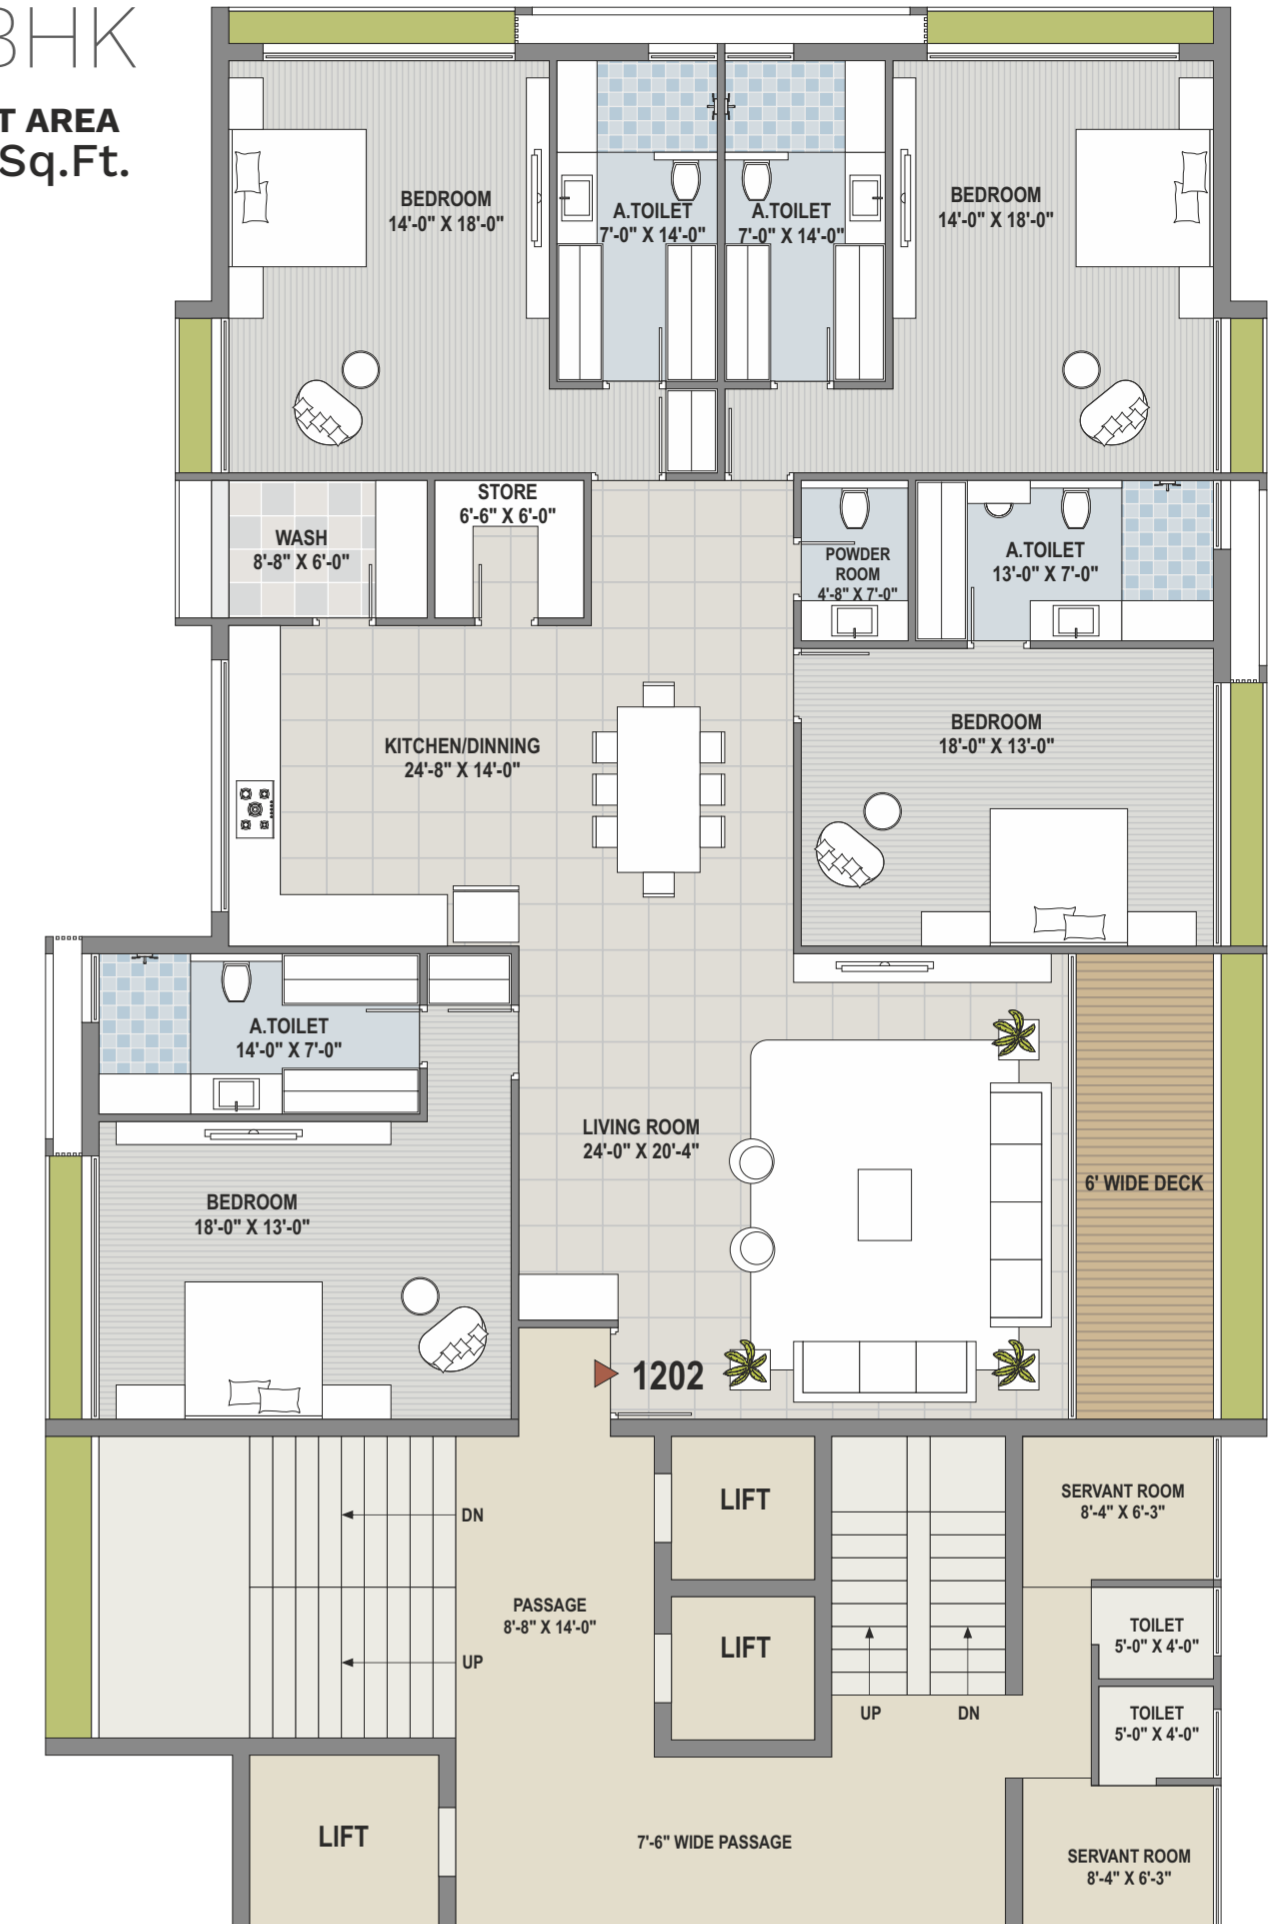 BHK
T AREA
Sq.Ft.
BEDROOM
14'-0" X 18'-0"
A.TOILET
7'-0" X 14'-0"
A.TOILET
7'-0" X 14'-0"
BEDROOM
14'-0" X 18'-0"
WASH
8'-8" X 6'-0"
STORE
6'-6" X 6'-0"
POWDER
ROOM
4'-8" X 7'-0"
A.TOILET
13'-0" X 7'-0"
KITCHEN/DINNING
24'-8" X 14'-0"
BEDROOM
18'-0" X 13'-0"
A.TOILET
14'-0" X 7'-0"
LIVING ROOM
24'-0" X 20'-4"
6' WIDE DECK
BEDROOM
18'-0" X 13'-0"
1202
DN
UP
PASSAGE
8'-8" X 14'-0"
LIFT
LIFT
UP
DN
SERVANT ROOM
8'-4" X 6'-3"
TOILET
5'-0" X 4'-0"
TOILET
5'-0" X 4'-0"
LIFT
7'-6" WIDE PASSAGE
SERVANT ROOM
8'-4" X 6'-3"